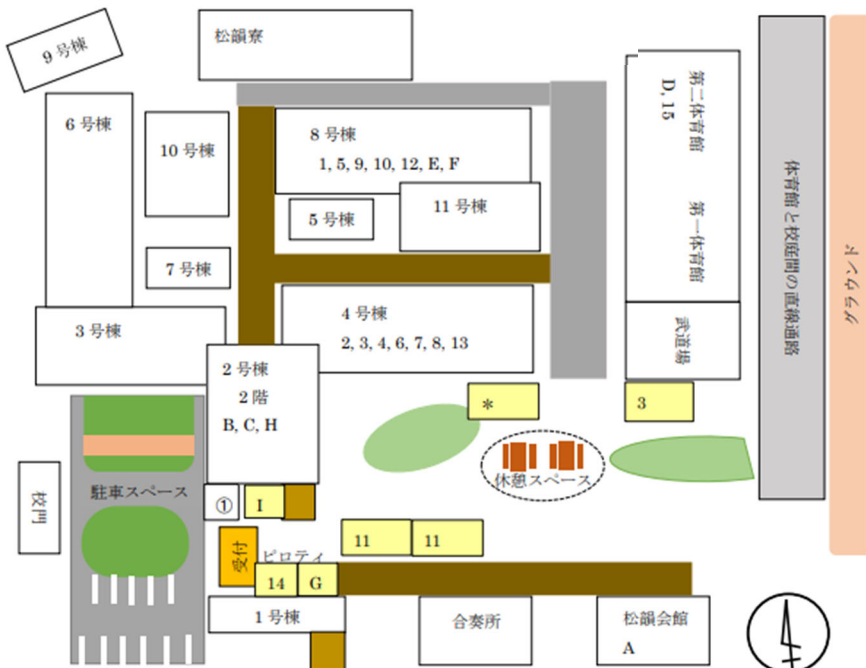 9 号棟
松韻寮
6 号棟
10 号棟
8 号棟
1, 5, 9, 10, 12, E, F
5 号棟
11 号棟
7 号棟
3 号棟
4 号棟
2, 3, 4, 6, 7, 8, 13
2 号棟
2 階
B, C, H
第二体育館
D, 15
第一体育館
武道場
体育館と校庭間の直線通路
グラウンド
*
3
休憩スペース
駐車スペース
校門
①
I
受付
ピロティ
11
11
14
G
1 号棟
合奏所
松韻会館
A